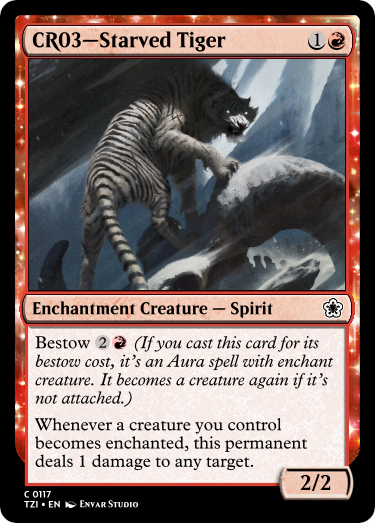 CR03—Starved Tiger 1
Enchantment Creature — Spirit
Bestow 2 (If you cast this card for its
bestow cost, it's an Aura spell with enchant
creature. It becomes a creature again if it's
not attached.)
Whenever a creature you control
becomes enchanted, this permanent
deals 1 damage to any target.
2/2
C 0117
TZI • EN Envar Studio